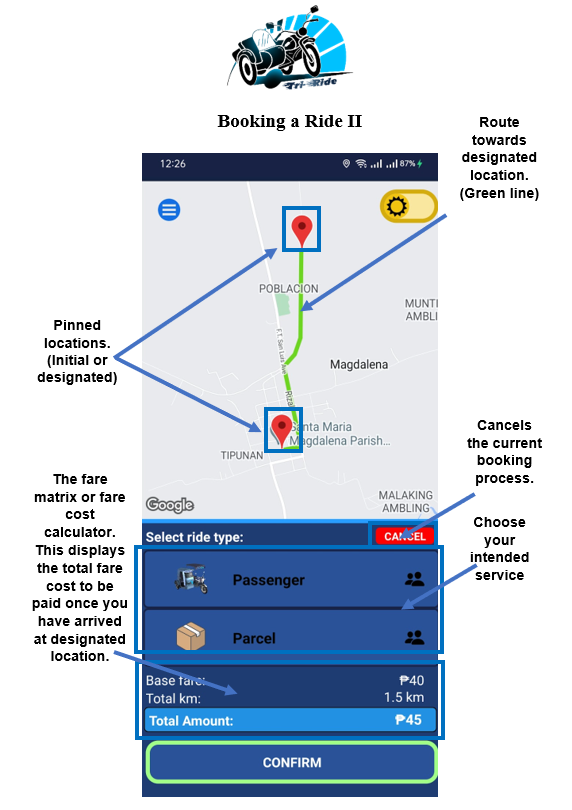 Tri-Ride
Booking a Ride II
Route
towards
designated
location.
(Green line)
12:26
87%
POBLACION
MUNTI
AMBLI
F.T. San Luis Ave
Magdalena
Rizal
Santa Maria
Magdalena Parish...
TIPUNAN
MALAKING
AMBLING
Google
Pinned
locations.
(Initial or
designated)
Cancels
the current
booking
process.
The fare
matrix or fare
cost
calculator.
This displays
the total fare
cost to be
paid once you
have arrived
at designated
location.
Choose
your
intended
service
Select ride type:
CANCEL
Passenger
Parcel
Base fare:
₱40
Total km:
1.5 km
Total Amount:
₱45
CONFIRM